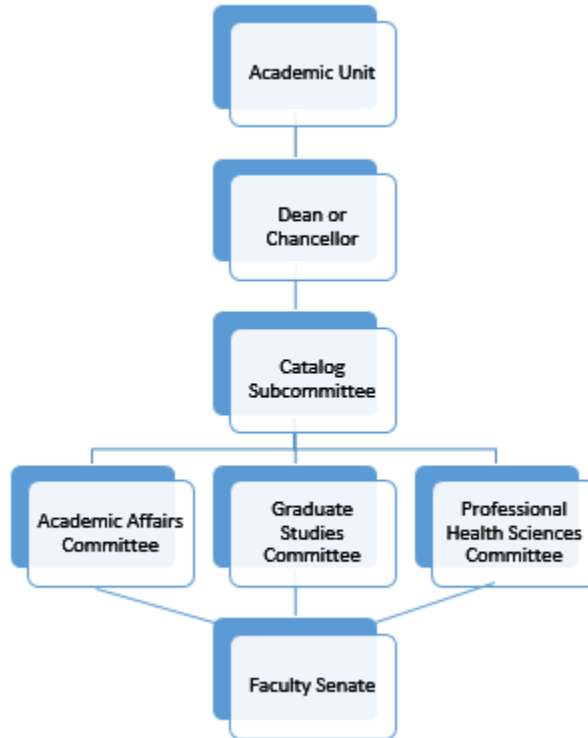 Academic Unit
Dean or
Chancellor
Catalog
Subcommittee
Academic Affairs
Committee
Graduate
Studies
Committee
Professional
Health Sciences
Committee
Faculty Senate